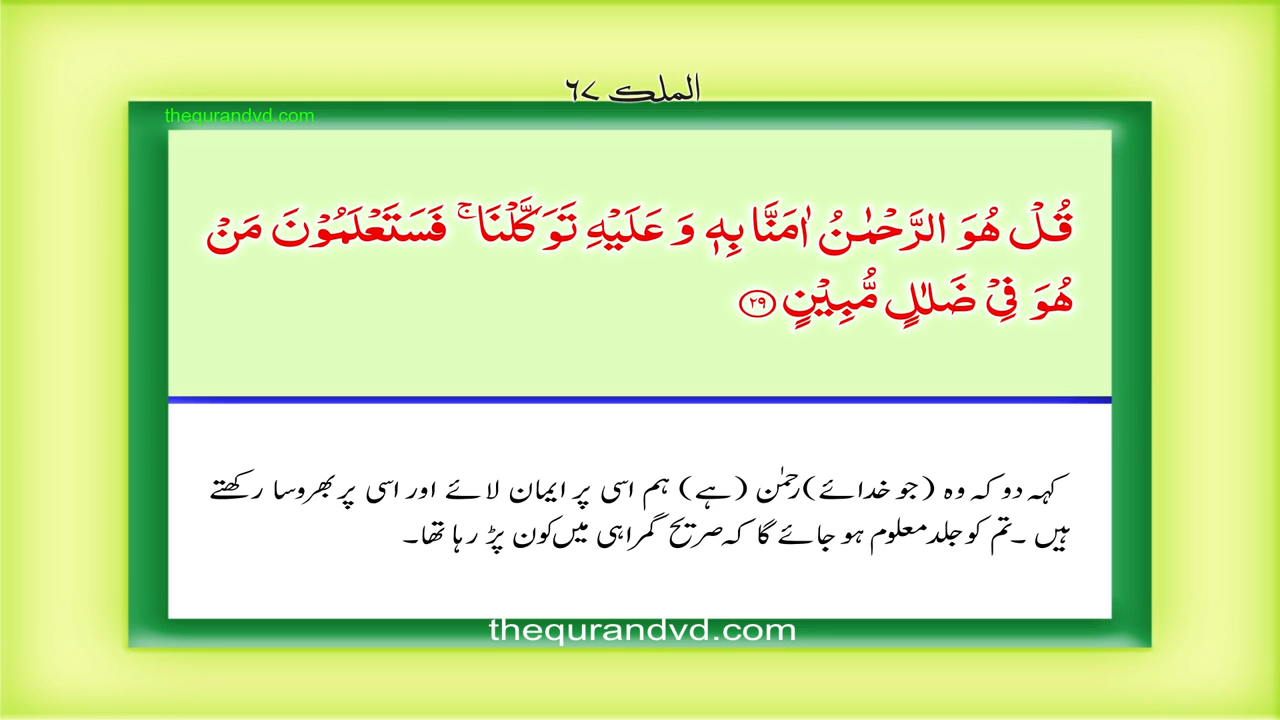 الملك ٦٧
thequrandvd.com
قُلْ هُوَ الرَّحْمٰنُ اٰمَنَّا بِهٖ وَ عَلَيْهِ تَوَكَّلْنَا ۚ فَسَتَعْلَمُوْنَ مَنْ
هُوَ فِيْ ضَلٰلٍ مُّبِيْنٍ ﴿۲۹﴾
کہہ دو کہ وہ (جو خدائے) رحمٰن (ہے) ہم اسی پر ایمان لائے اور اسی پر بھروسا رکھتے
ہیں۔ تم کو جلد معلوم ہو جائے گا کہ صریح گمراہی میں کون پڑ رہا تھا۔
thequrandvd.com